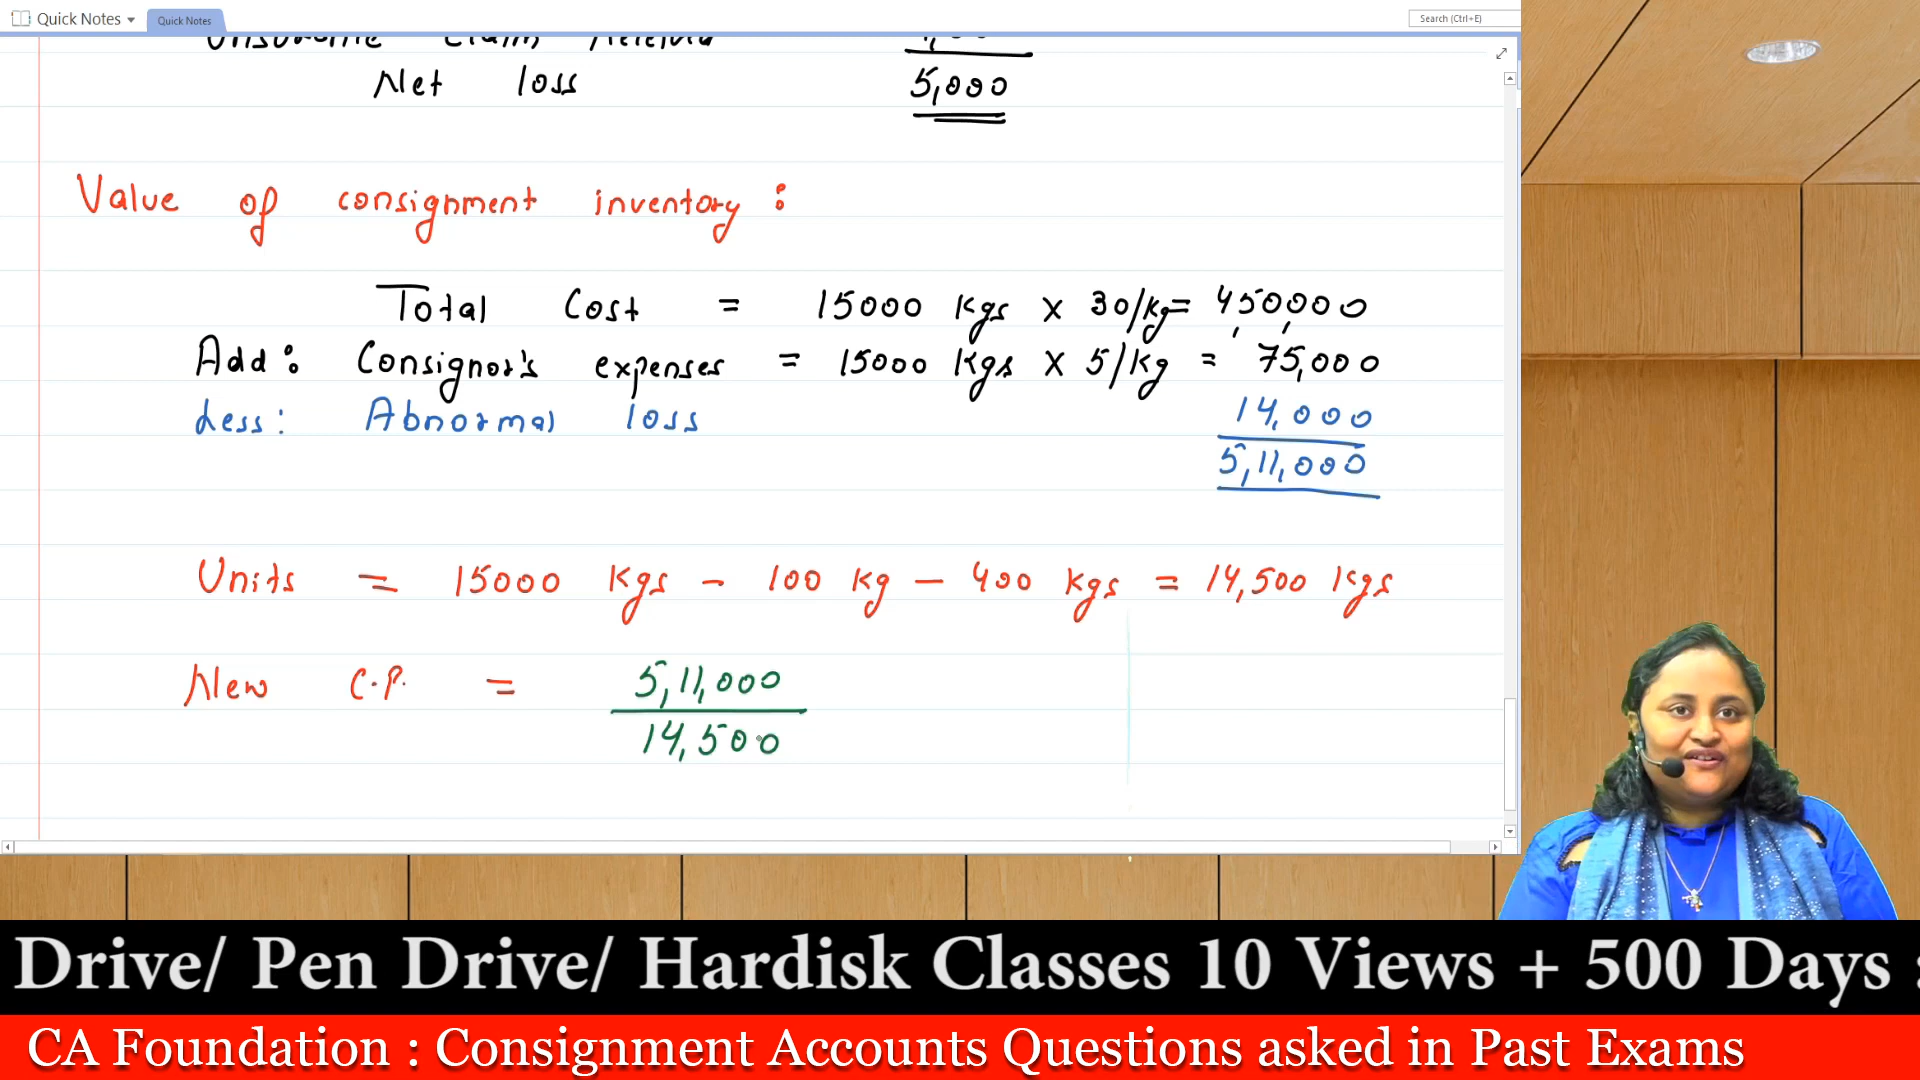 Quick Notes Quick Notes Search (Ctrl+E)
Claim
Net loss 5,000
Value of consignment inventory:
Total Cost = 15000 kgs x 30/kg= 450000
Add: Consignor's expenses = 15000 kgs x 5/kg = 75,000
Less: Abnormal loss 14,000
5,11,000
Units = 15000 kgs - 100 kg - 400 kgs = 14,500 kgs
New C.P. = 5,11,000
14,500
Drive/ Pen Drive/ Hardisk Classes 10 Views + 500 Days :
CA Foundation : Consignment Accounts Questions asked in Past Exams